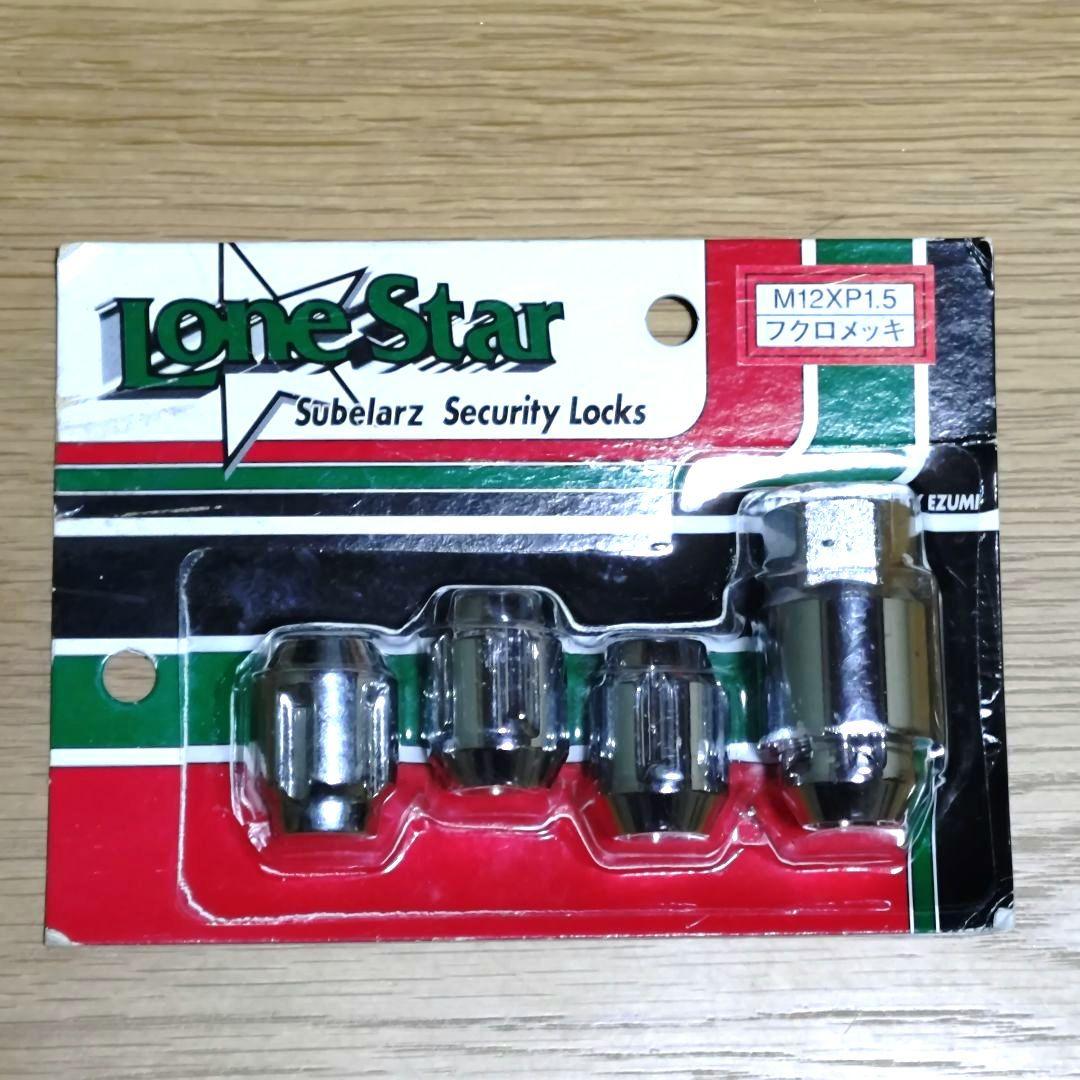 Lone Star
Subelarz Security Locks
M12XP1.5
フクロメッキ
EZUMI